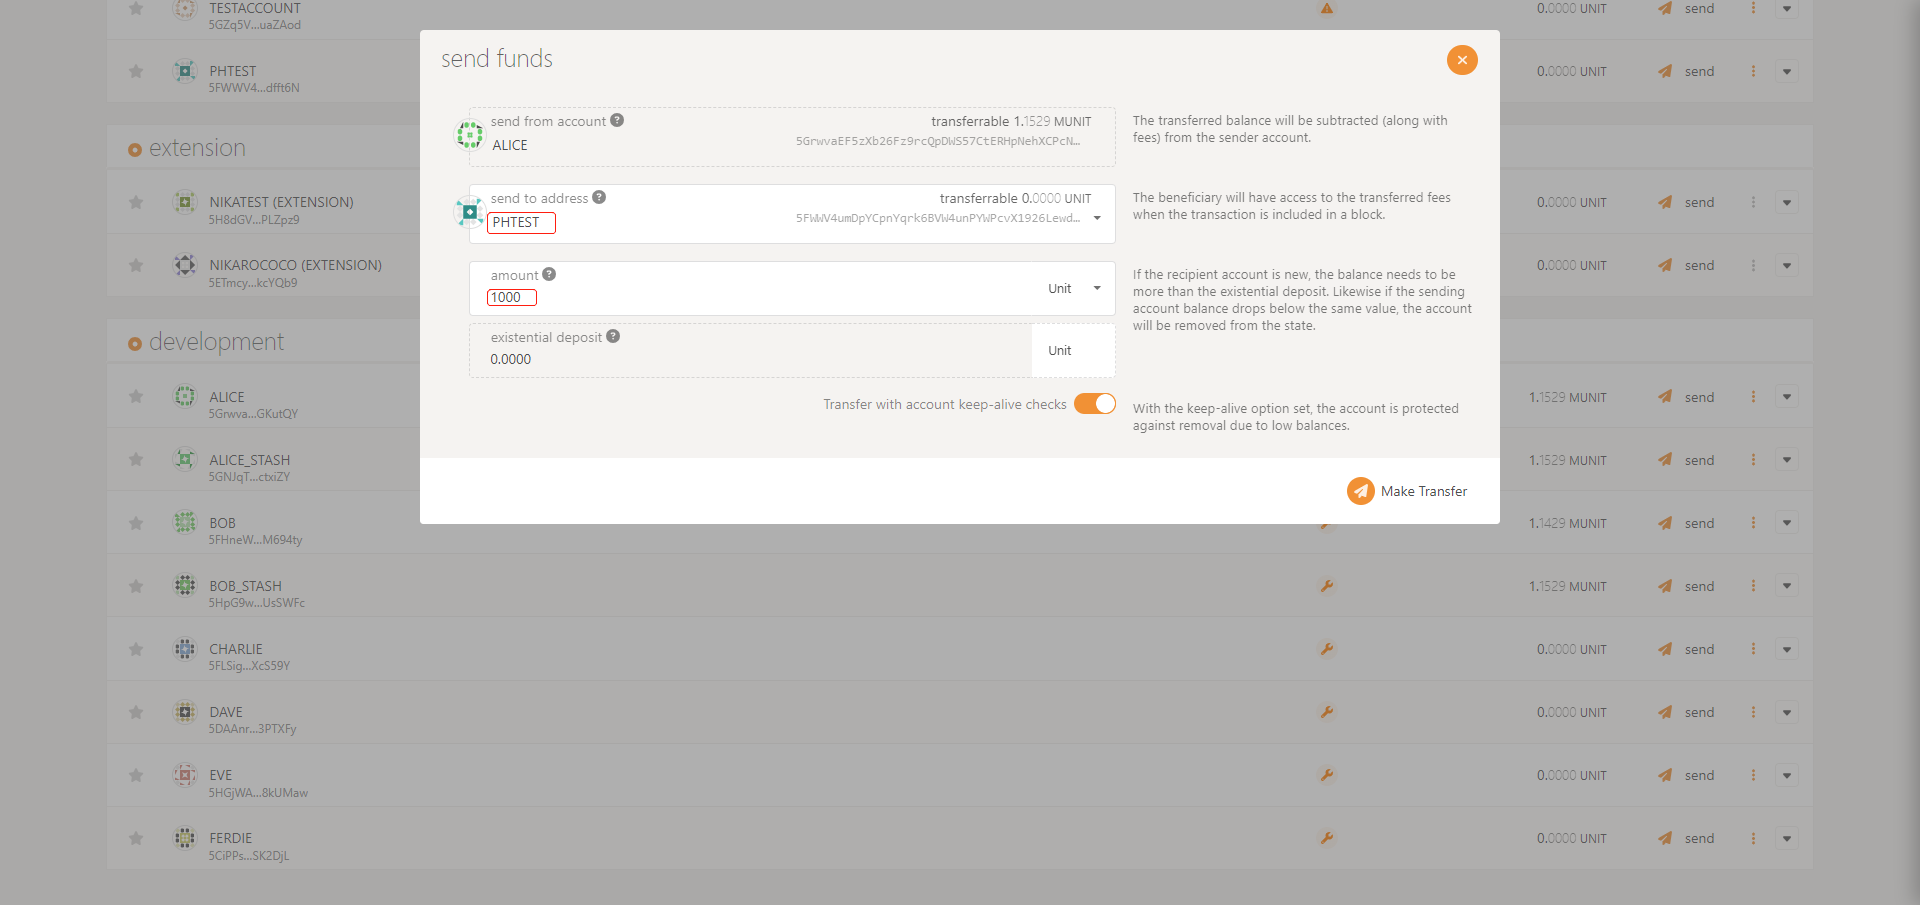 TESTACCOUNT
5GZq5V...uaZAod
0.0000 UNIT
send
PHTEST
5FWWV4...dfft6N
0.0000 UNIT
send
send funds
send from account
transferrable 1.1529 MUNIT
ALICE
5GrwvaEF5zXb26Fz9rcQpDWS57CtERHpNehXCPcN...
The transferred balance will be subtracted (along with
fees) from the sender account.
send to address
transferrable 0.0000 UNIT
PHTEST
5FWWV4umDpYCpnYqrk6BVW4unPYWPcvX1926Lewd...
The beneficiary will have access to the transferred fees
when the transaction is included in a block.
amount
1000
Unit
If the recipient account is new, the balance needs to be
more than the existential deposit. Likewise if the sending
account balance drops below the same value, the account
will be removed from the state.
existential deposit
0.0000
Unit
Transfer with account keep-alive checks
With the keep-alive option set, the account is protected
against removal due to low balances.
Make Transfer
extension
NIKATEST (EXTENSION)
5H8dGV...PLZpz9
0.0000 UNIT
send
NIKAROCOCO (EXTENSION)
5ETmcy...kcYQb9
0.0000 UNIT
send
development
ALICE
5Grwva...GKutQY
1.1529 MUNIT
send
ALICE_STASH
5GNJqT...ctxiZY
1.1529 MUNIT
send
BOB
5FHneW...M694ty
1.1429 MUNIT
send
BOB_STASH
5HpG9w...UsSWFc
1.1529 MUNIT
send
CHARLIE
5FLSig...XcS59Y
0.0000 UNIT
send
DAVE
5DAAnr...3PTXFy
0.0000 UNIT
send
EVE
5HGjWA...8kUMaw
0.0000 UNIT
send
FERDIE
5CiPPs...SK2DjL
0.0000 UNIT
send